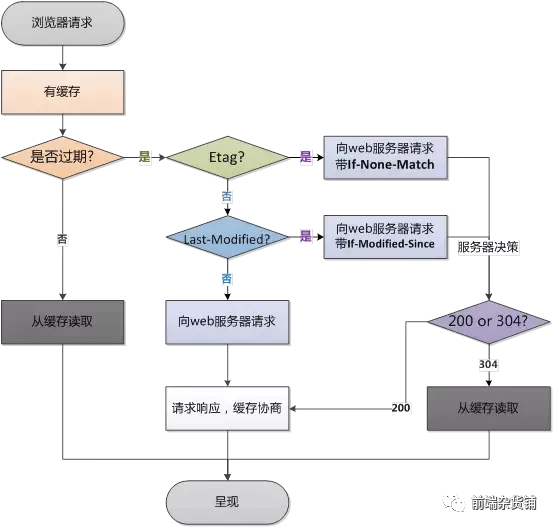 浏览器请求
有缓存
是否过期?
是
Etag?
是
向web服务器请求
带If-None-Match
否
否
Last-Modified?
是
向web服务器请求
带If-Modified-Since
服务器决策
否
从缓存读取
向web服务器请求
200 or 304?
304
请求响应，缓存协商
200
从缓存读取
呈现
前端杂货铺